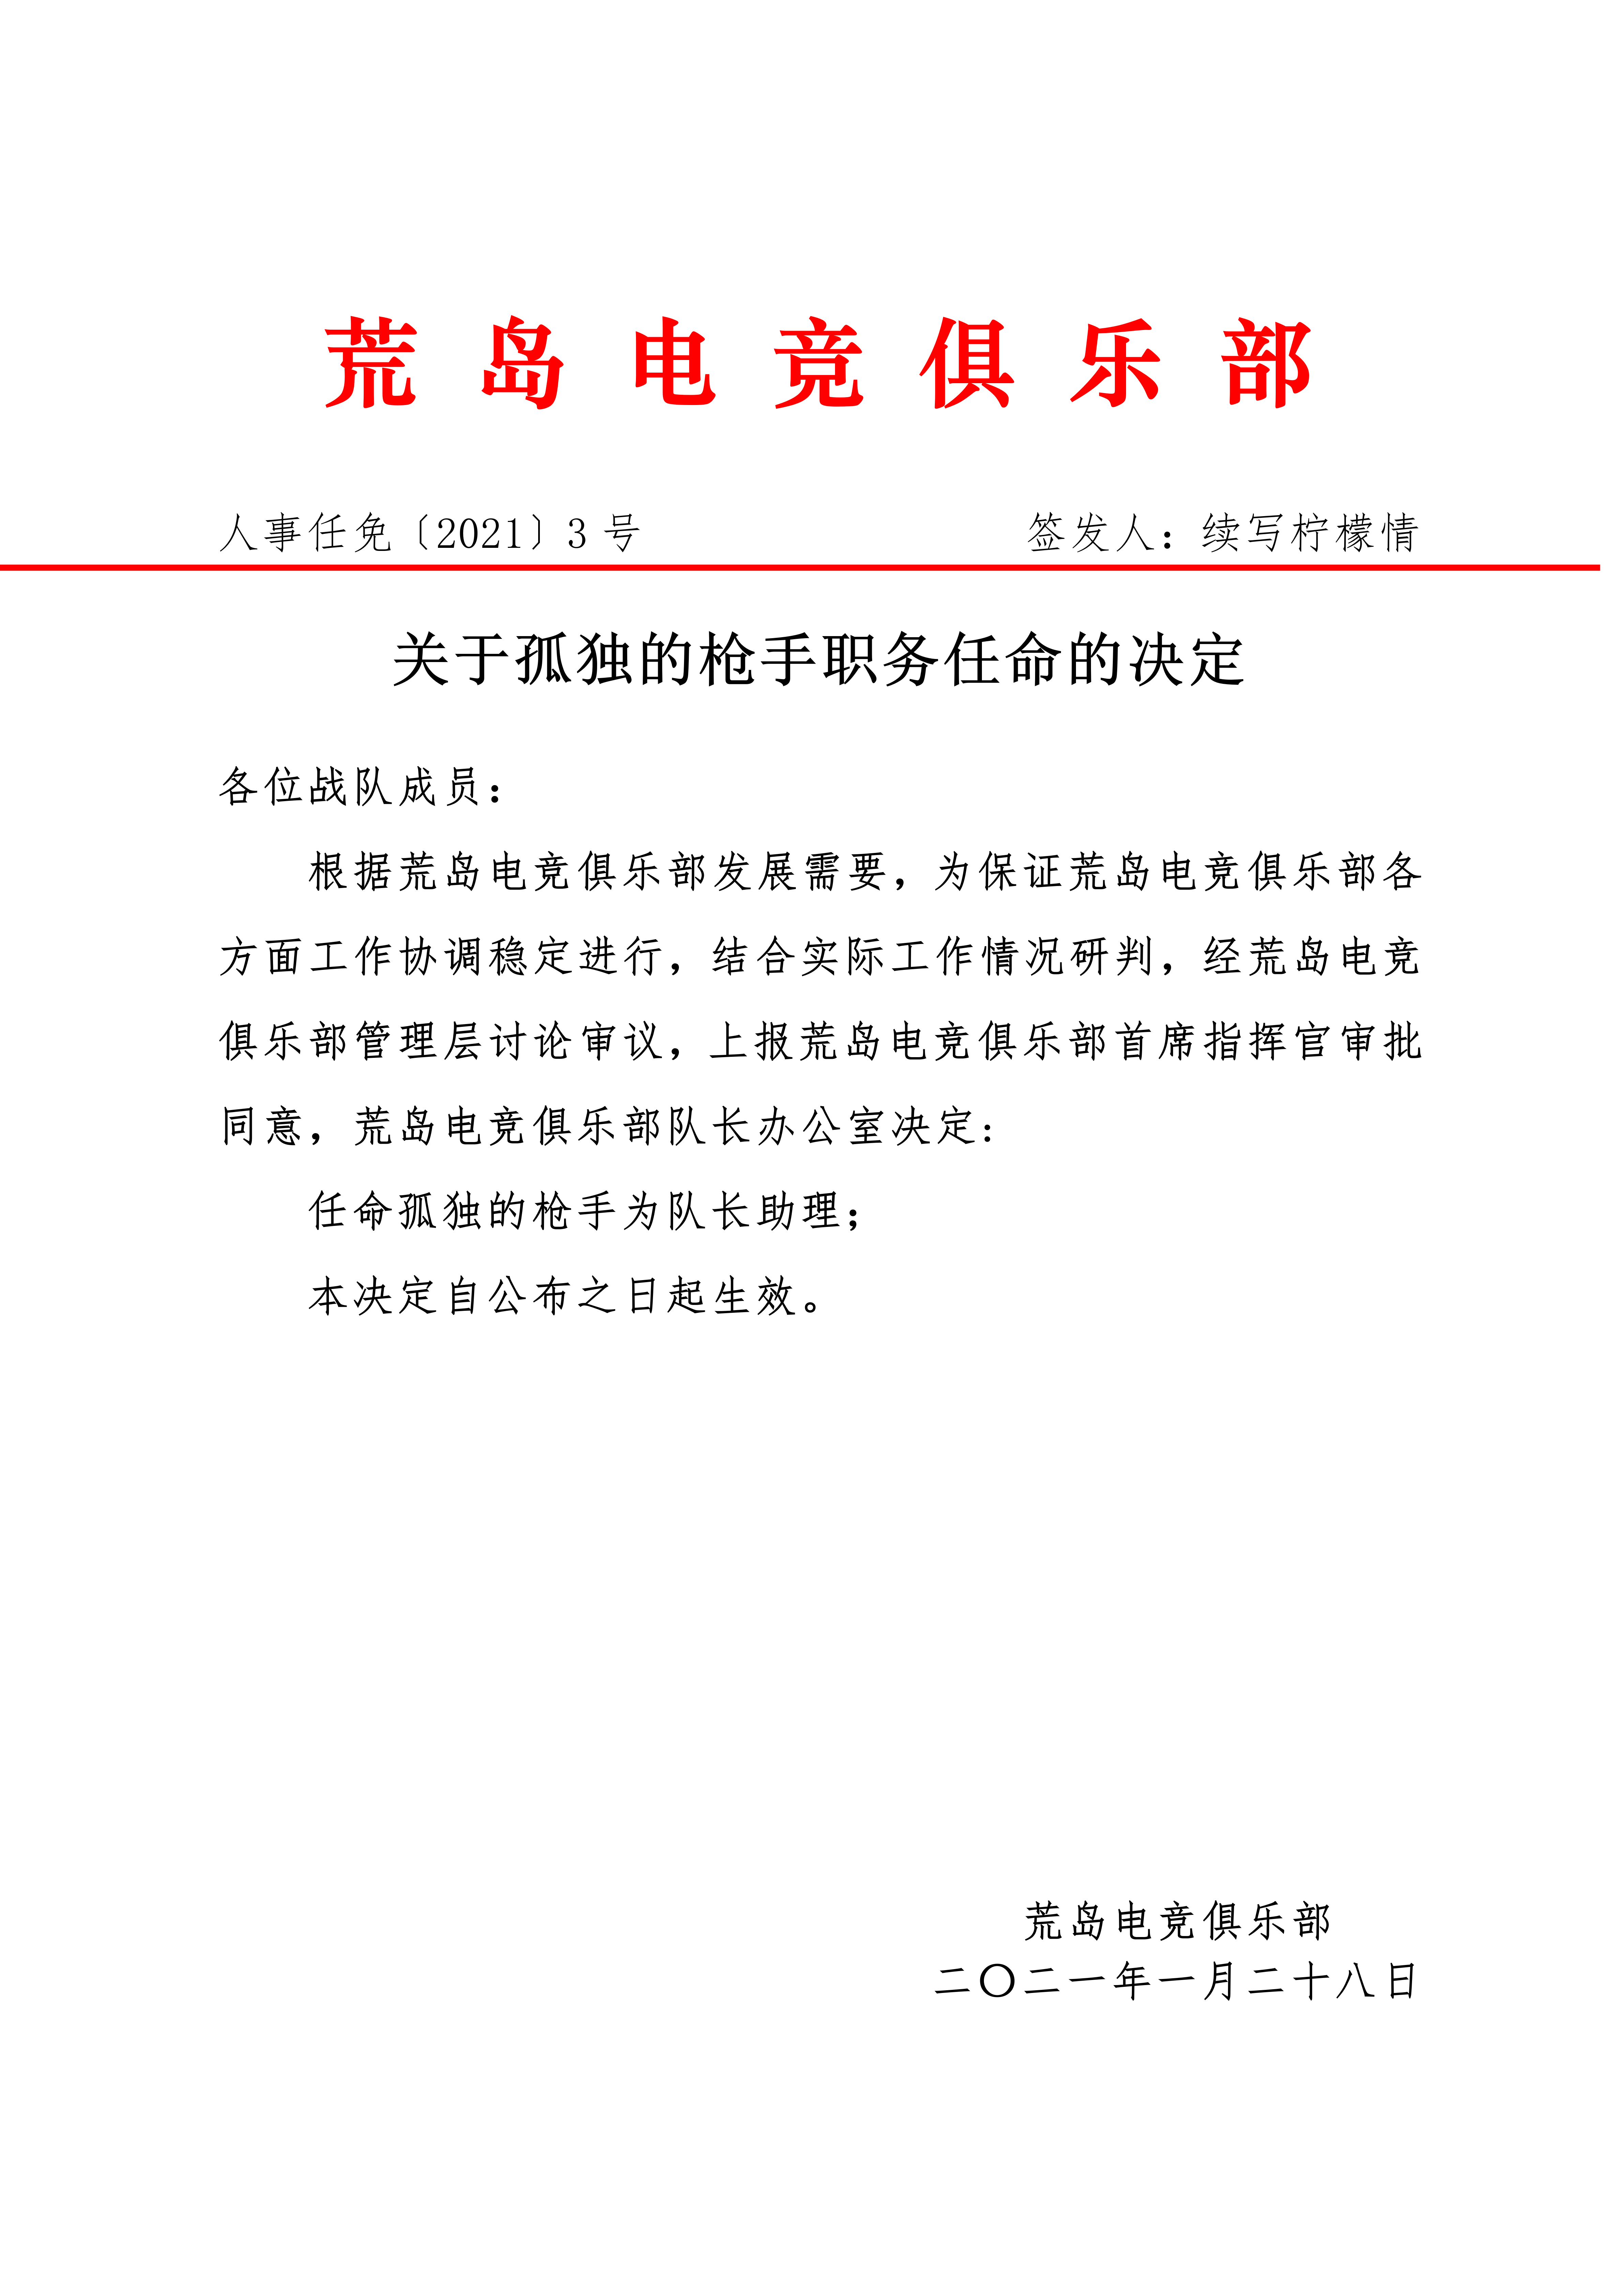 荒岛电竞俱乐部
人事任免〔2021〕3号 签发人：续写柠檬情
关于孤独的枪手职务任命的决定
各位战队成员：
根据荒岛电竞俱乐部发展需要，为保证荒岛电竞俱乐部各
方面工作协调稳定进行，结合实际工作情况研判，经荒岛电竞
俱乐部管理层讨论审议，上报荒岛电竞俱乐部首席指挥官审批
同意，荒岛电竞俱乐部队长办公室决定：
任命孤独的枪手为队长助理；
本决定自公布之日起生效。
荒岛电竞俱乐部
二〇二一年一月二十八日